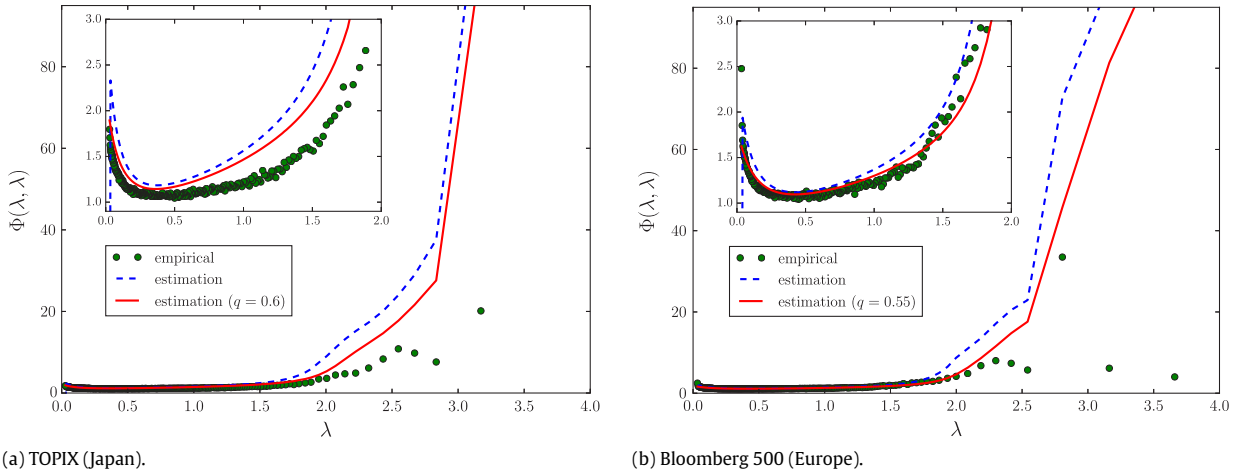 80
60
40
20
0
Φ(λ, λ)
3.0
2.5
2.0
1.5
1.0
0.0 0.5 1.0 1.5 2.0
empirical
estimation
estimation (q = 0.6)
0.0 0.5 1.0 1.5 2.0 2.5 3.0 3.5 4.0
λ
(a) TOPIX (Japan).
80
60
40
20
0
Φ(λ, λ)
3.0
2.5
2.0
1.5
1.0
0.0 0.5 1.0 1.5 2.0
empirical
estimation
estimation (q = 0.55)
0.0 0.5 1.0 1.5 2.0 2.5 3.0 3.5 4.0
λ
(b) Bloomberg 500 (Europe).